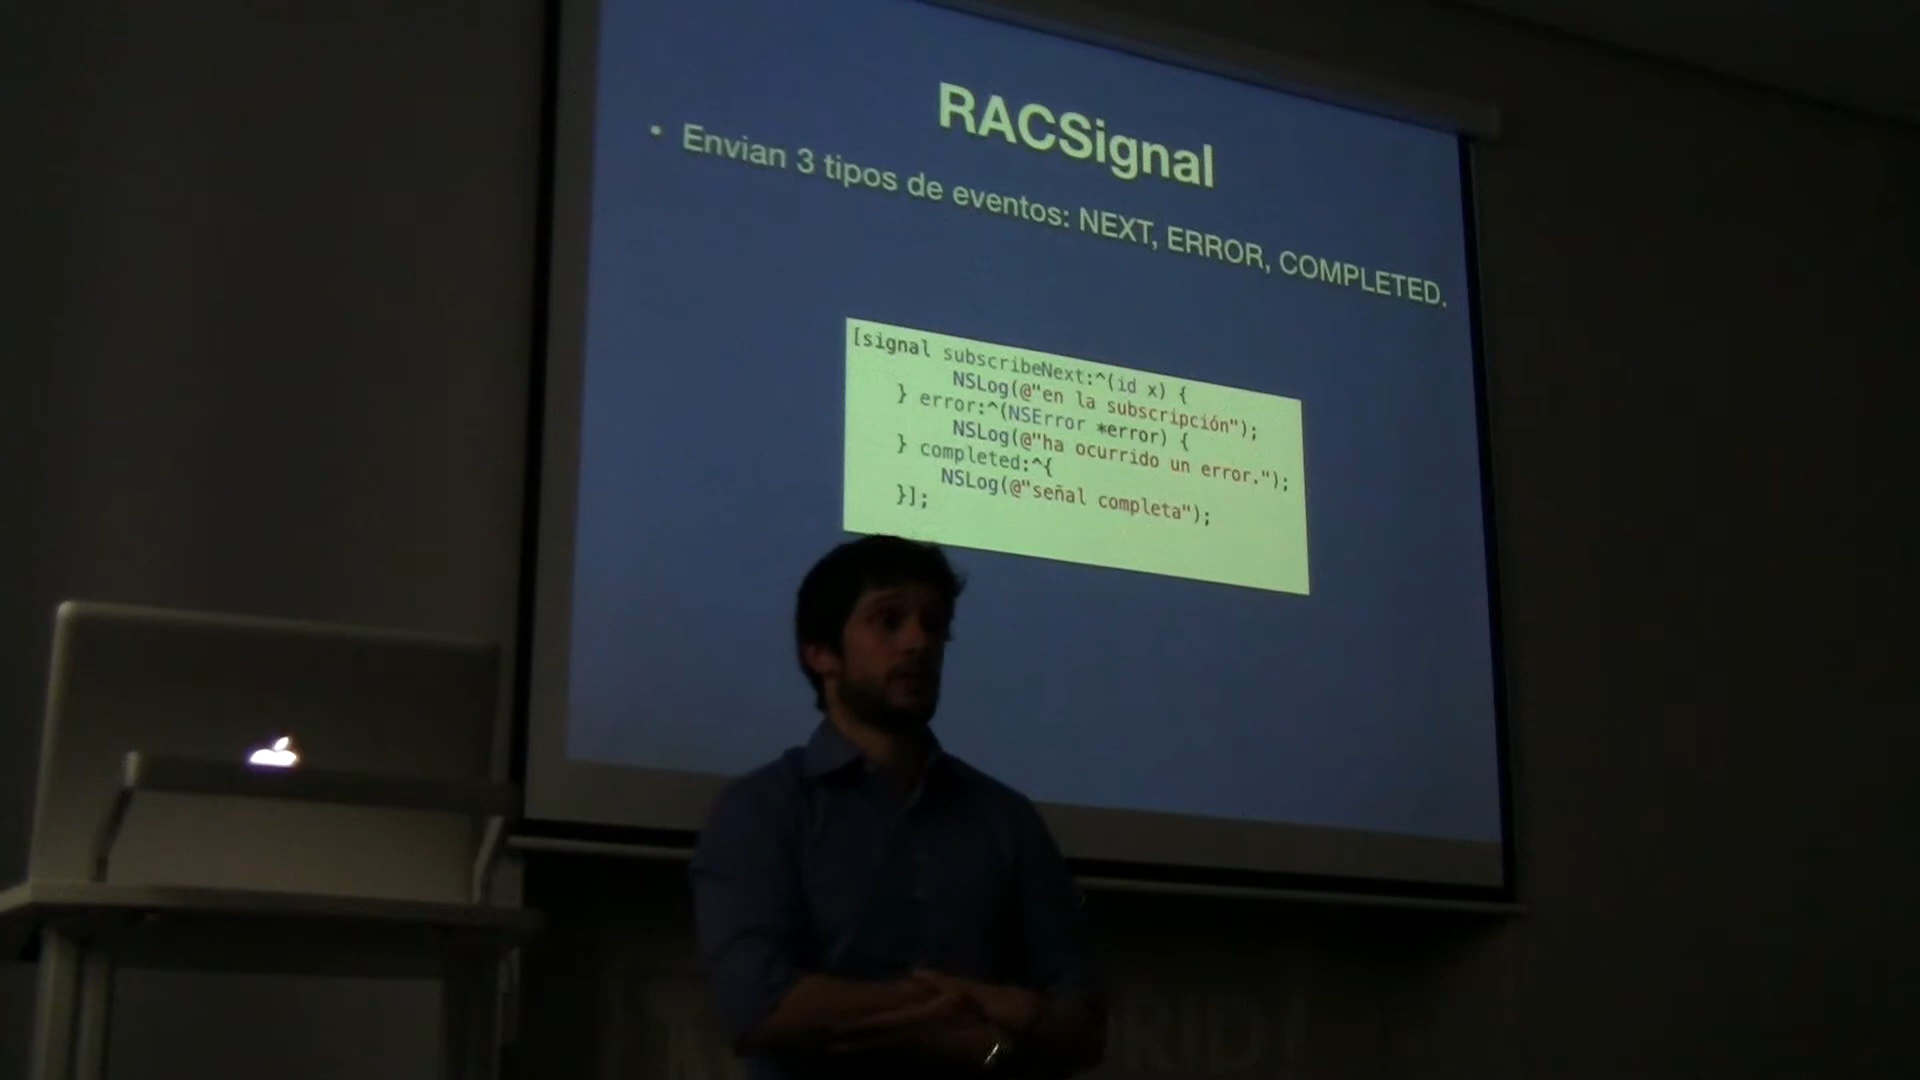 RACSignal
• Envian 3 tipos de eventos: NEXT, ERROR, COMPLETED.
[signal subscribeNext:^(id x) {
NSLog(@"en la subscripción");
} error:^(NSError *error) {
NSLog(@"ha ocurrido un error.");
} completed:^{
NSLog(@"señal completa");
}];